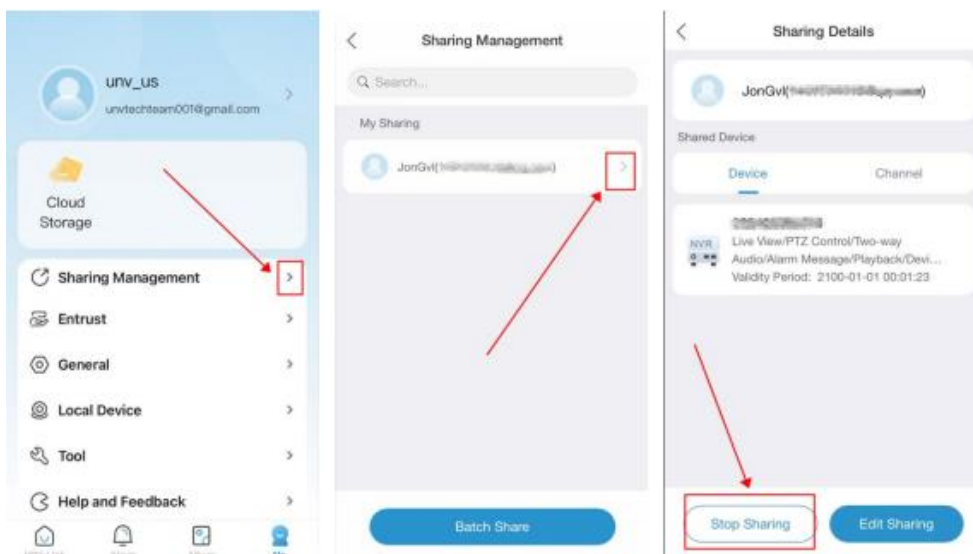 unv_us
unvtechteam001@gmail.com
Cloud
Storage
Sharing Management
Entrust
General
Local Device
Tool
Help and Feedback
Me
Sharing Management
Search...
My Sharing
JonGvl(
Batch Share
Sharing Details
JonGvl(
Shared Device
Device
Channel
NVR
Live View/PTZ Control/Two-way
Audio/Alarm Message/Playback/Devi...
Validity Period: 2100-01-01 00:01:23
Stop Sharing
Edit Sharing